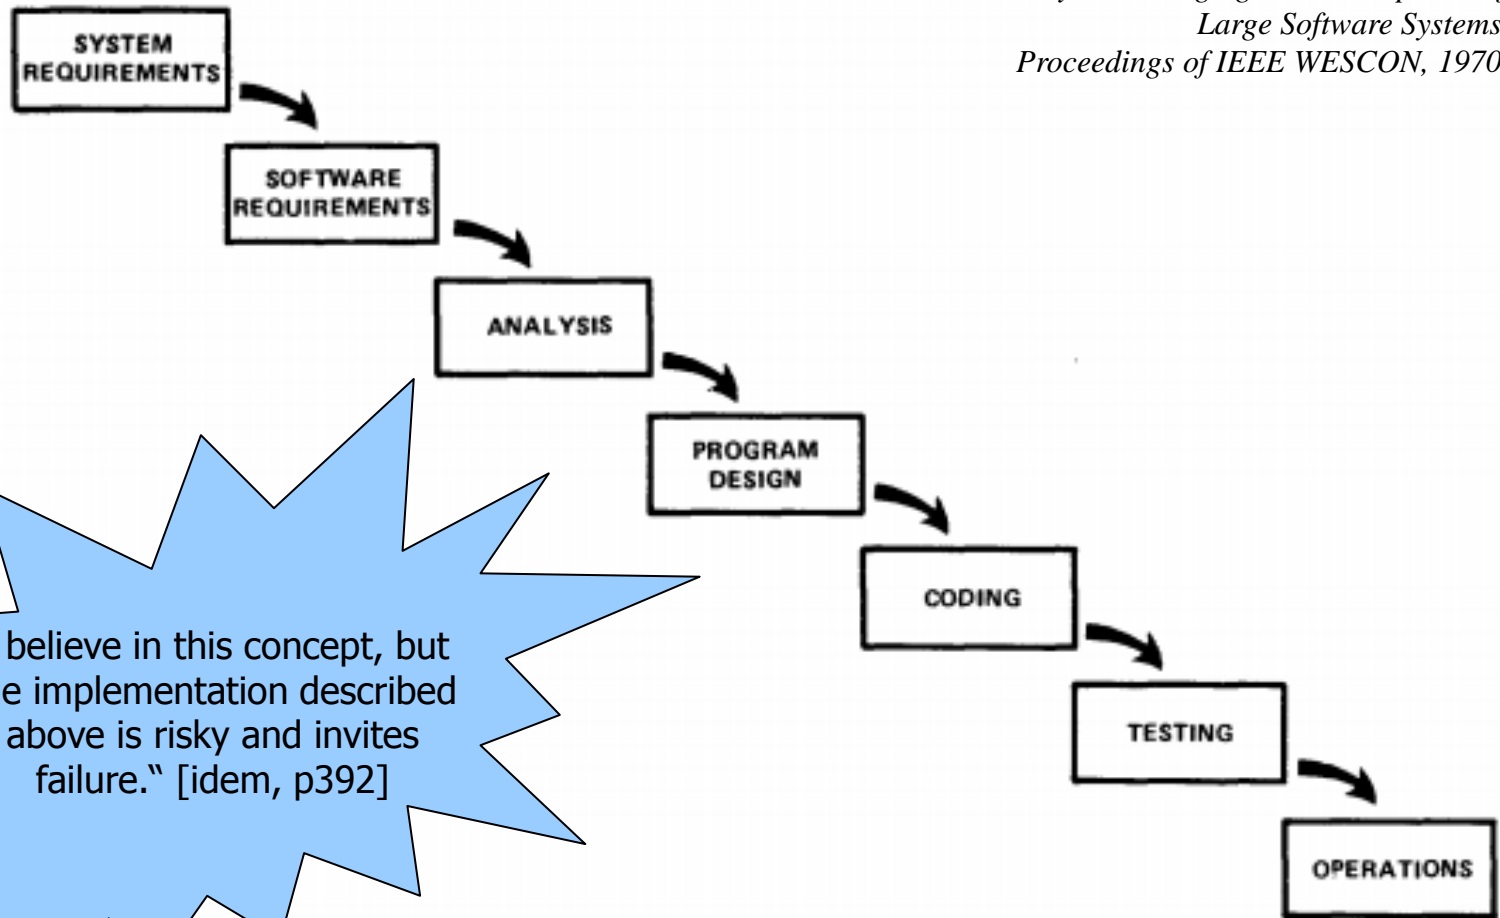 Large Software Systems
Proceedings of IEEE WESCON, 1970
SYSTEM
REQUIREMENTS
SOFTWARE
REQUIREMENTS
ANALYSIS
PROGRAM
DESIGN
CODING
TESTING
OPERATIONS
believe in this concept, but
e implementation described
above is risky and invites
failure.“ [idem, p392]